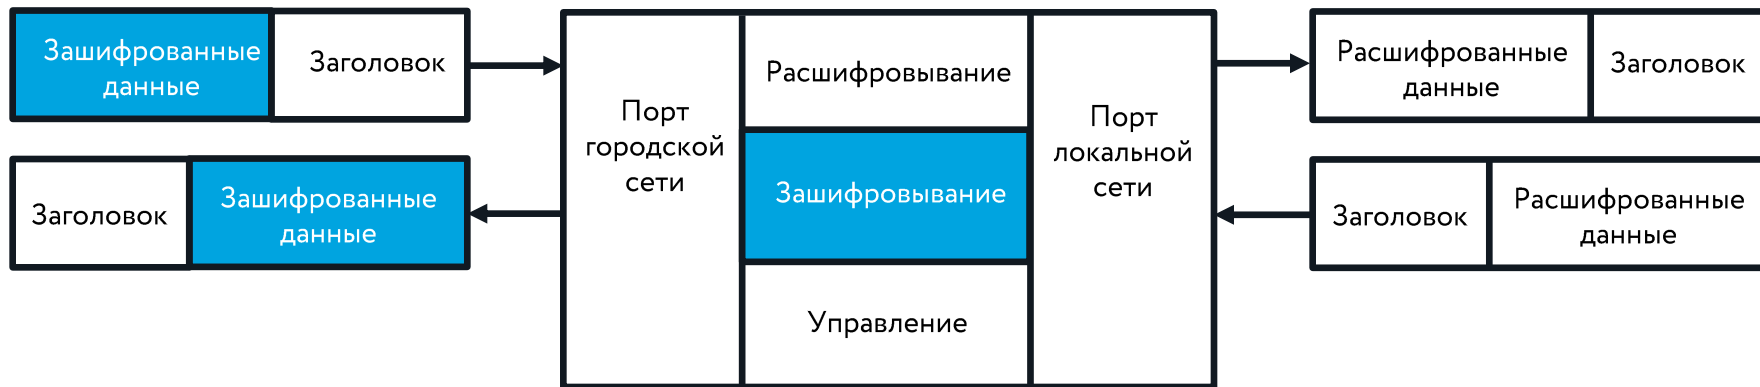 Зашифрованные
данные
Заголовок
Заголовок
Зашифрованные
данные
Порт
городской
сети
Расшифровывание
Зашифровывание
Управление
Порт
локальной
сети
Расшифрованные
данные
Заголовок
Заголовок
Расшифрованные
данные